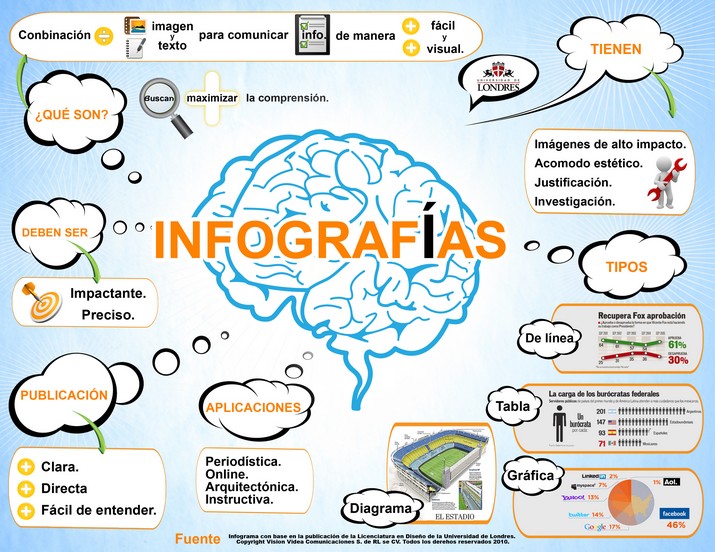 Conbinación
imagen
y
texto
para comunicar
info.
de manera
fácil
y
visual.
¿QUÉ SON?
Buscan maximizar la comprensión.
UNIVERSIDAD DE
LONDRES
TIENEN
Imágenes de alto impacto.
Acomodo estético.
Justificación.
Investigación.
DEBEN SER
Impactante.
Preciso.
INFOGRAFÍAS
TIPOS
De línea
Recupera Fox aprobación
APRUEBA
61%
DESAPRUEBA
30%
Tabla
La carga de los burócratas federales
Un
burócrata
por cada
201
Argentinos
147
Estadounidenses
93
Españoles
71
Mexicanos
Gráfica
LinkedIn 2%
myspace 7%
Yahoo! 13%
twitter 14%
Google 17%
1% Aol.
facebook
46%
PUBLICACIÓN
Clara.
Directa
Fácil de entender.
APLICACIONES
Periodística.
Online.
Arquitectónica.
Instructiva.
Diagrama
EL ESTADIO
Fuente
Infograma con base en la publicación de la Licenciatura en Diseño de la Universidad de Londres.
Copyright Vision Videa Comunicaciones S. de RL se CV. Todos los derehos reservados 2010.